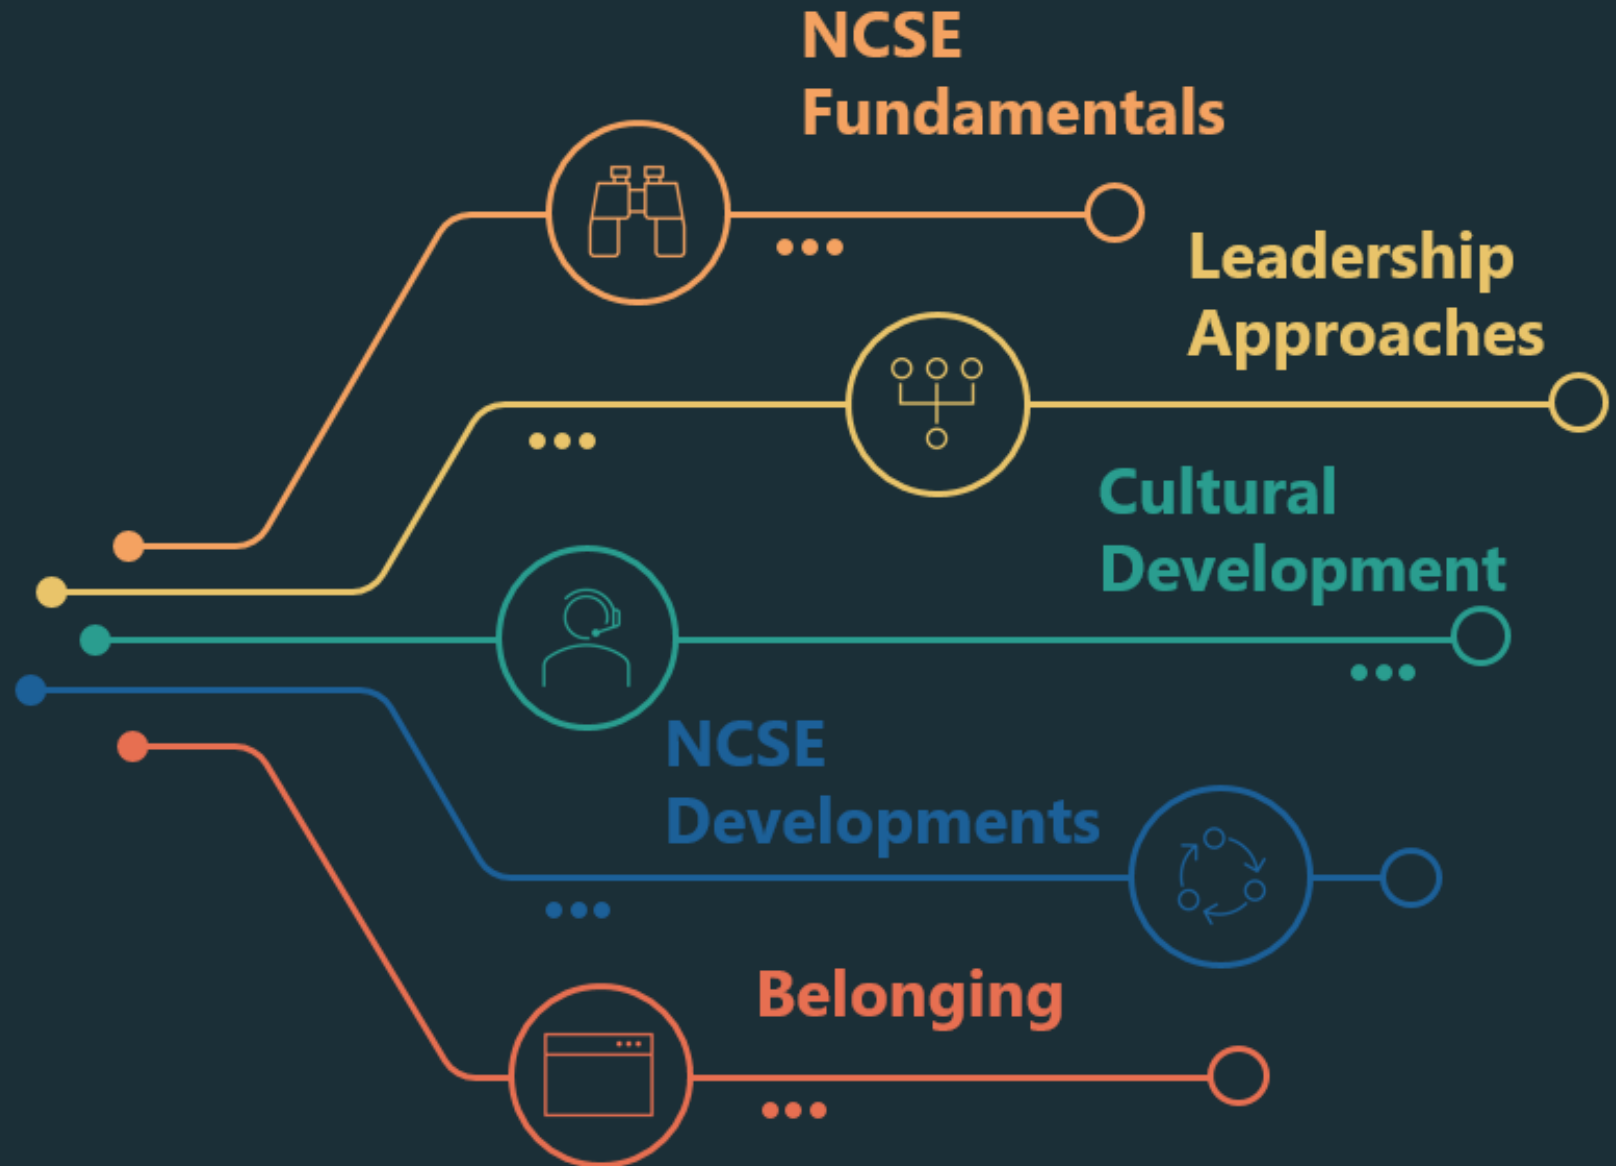 NCSE
Fundamentals
Leadership
Approaches
Cultural
Development
NCSE
Developments
Belonging